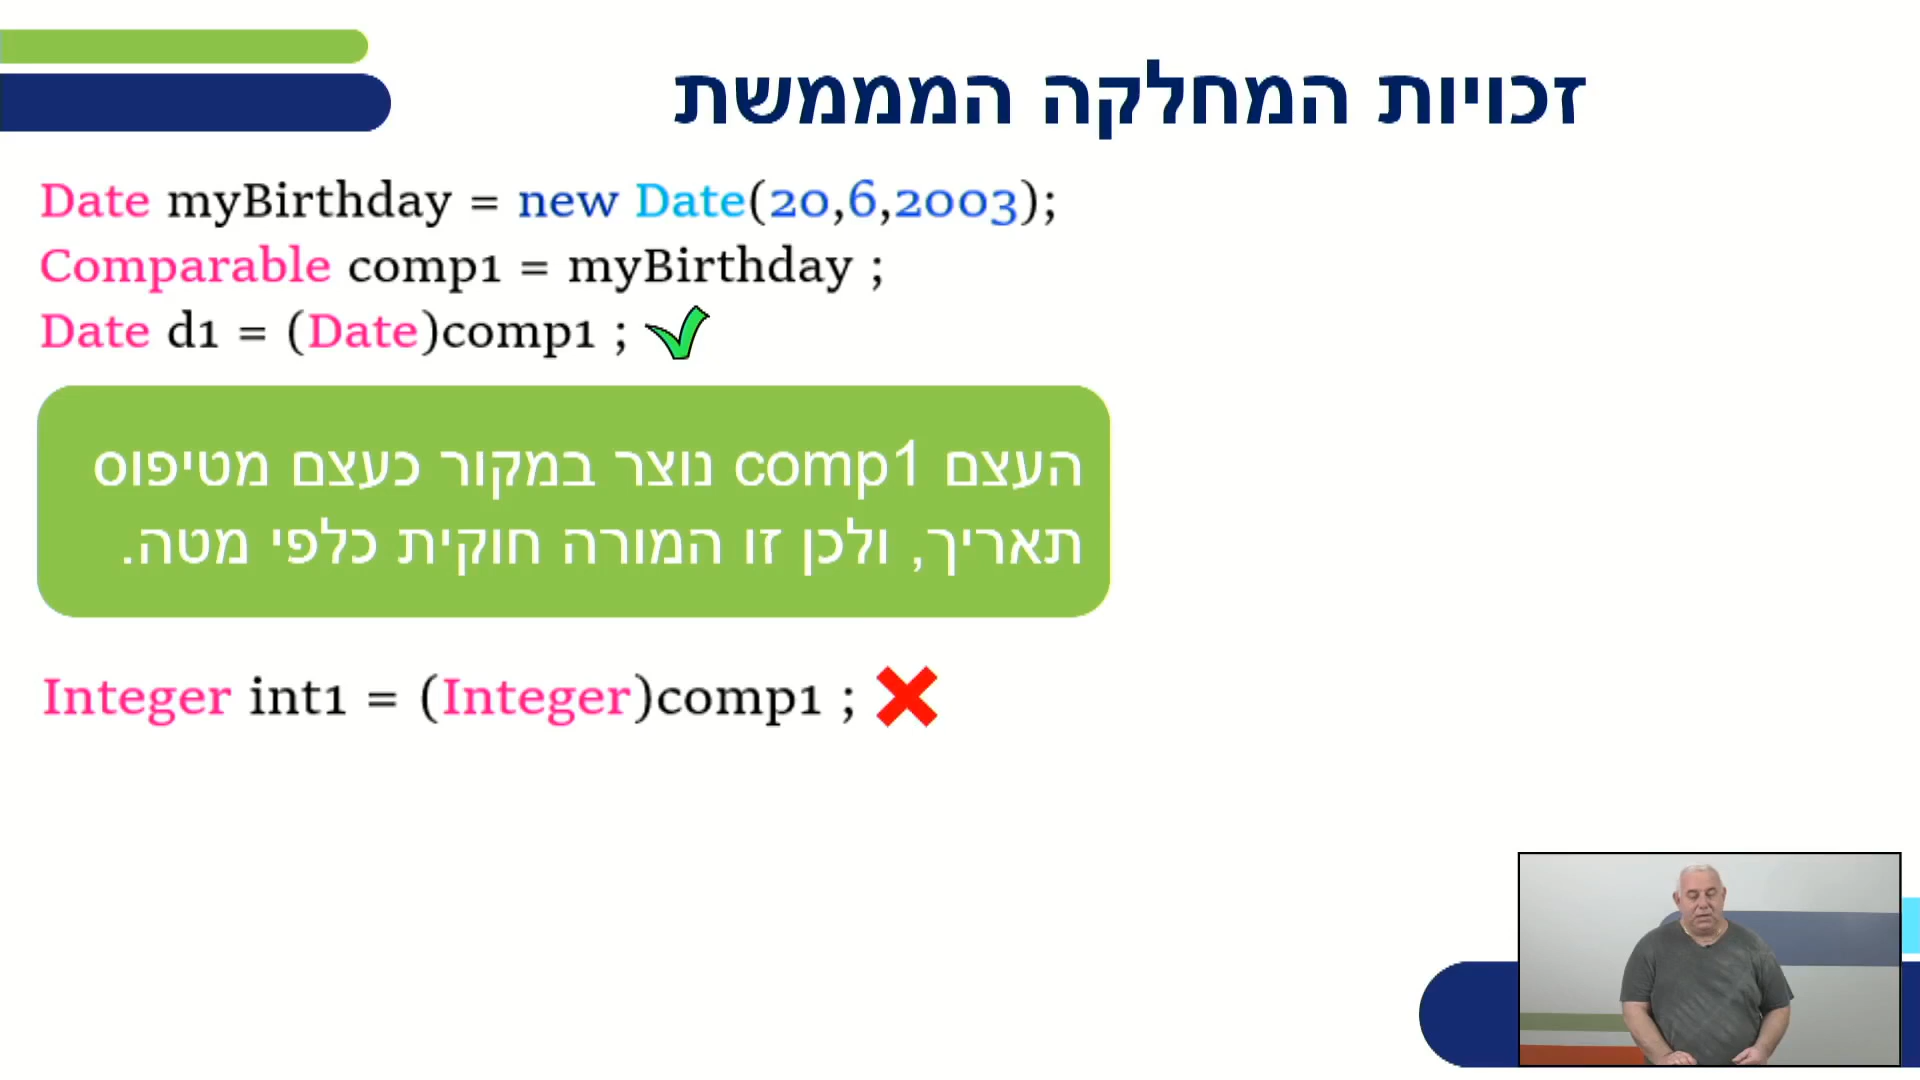 זכויות המחלקה המממשת
Date myBirthday = new Date(20,6,2003);
Comparable comp1 = myBirthday ;
Date d1 = (Date)comp1 ;
העצם comp1 נוצר במקור כעצם מטיפוס
תאריך, ולכן זו המורה חוקית כלפי מטה.
Integer int1 = (Integer)comp1 ;